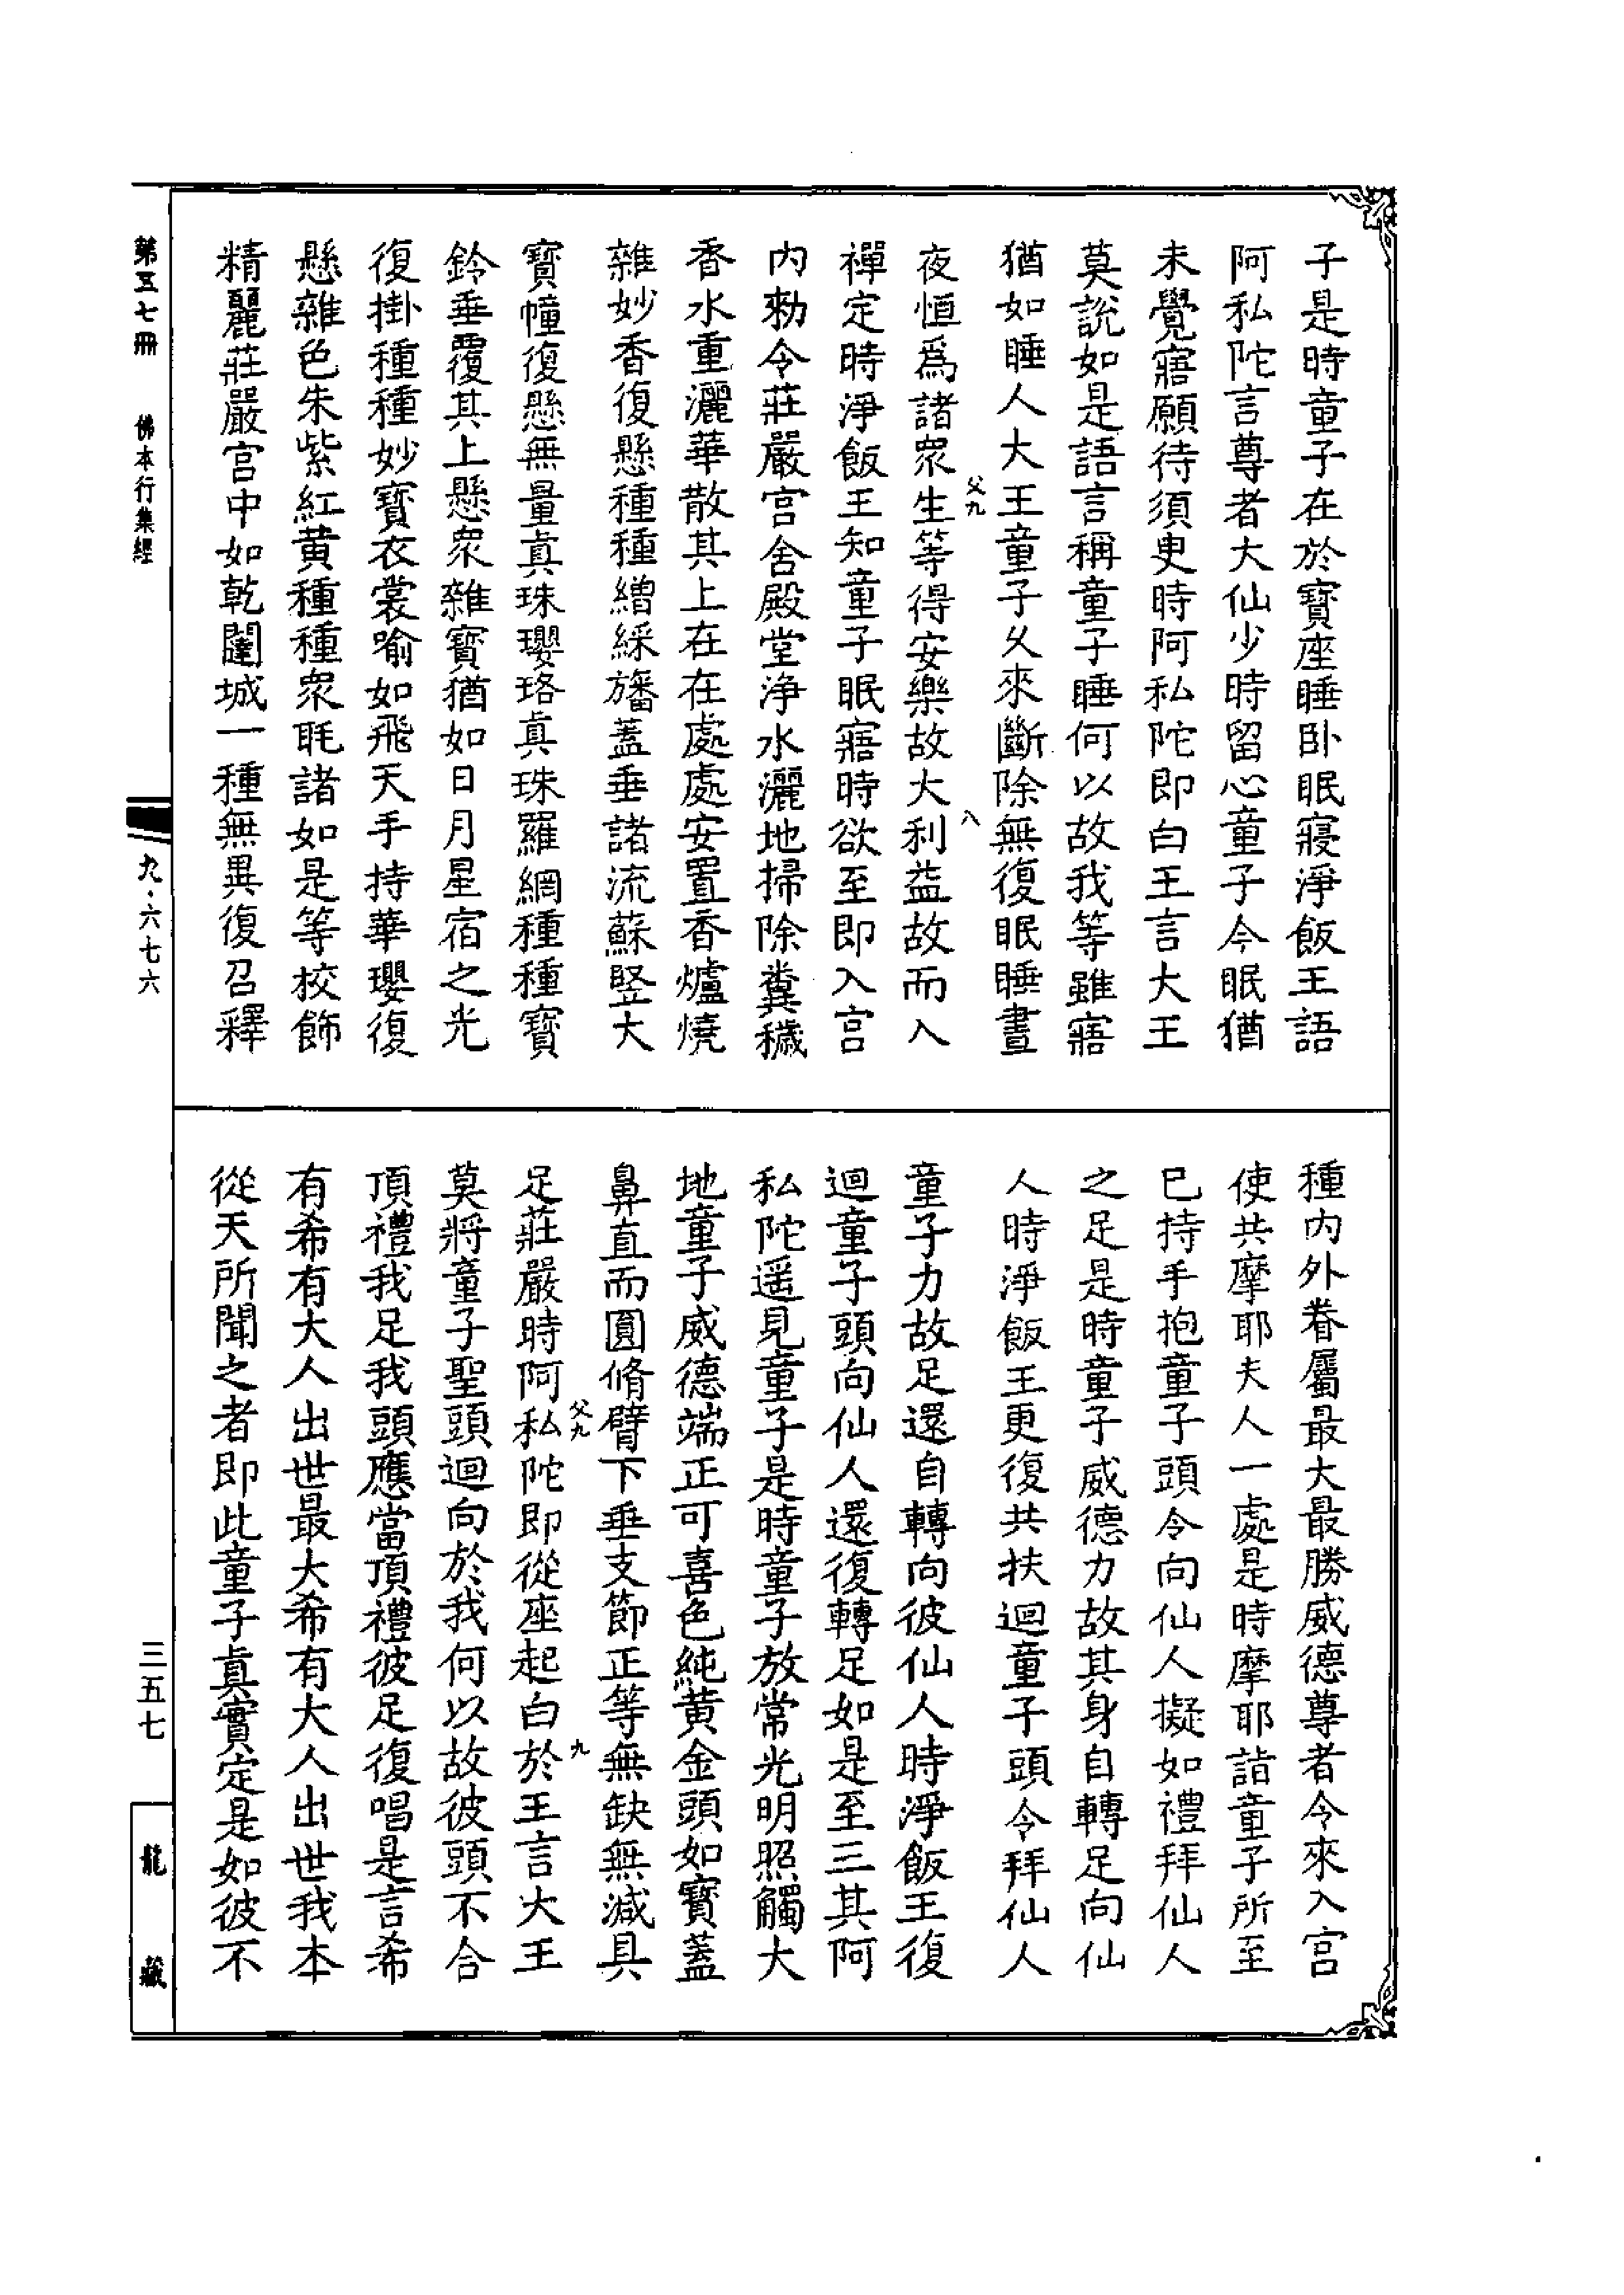 子是時童子在於寶座睡卧眠寢淨飯王語
阿私陀言尊者大仙少時留心童子今眠猶
未覺寤願待須臾時阿私陀即白王言大王
莫說如是語言稱童子睡何以故我等雖寤
猶如睡人大王童子久來斷除無復眠睡晝
父九
八
夜恒爲諸衆生等得安樂故大利益故而入
禪定時淨飯王知童子眠寤時欲至即入宫
内勑令莊嚴宫舍殿堂淨水灑地掃除糞穢
香水重灑華散其上在在處處安置香爐燒
雜妙香復懸種種繒綵旛蓋垂諸流蘇竪大
寶幢復懸無量真珠瓔珞真珠羅網種種寶
鈴垂覆其上懸衆雜寶猶如日月星宿之光
復掛種種妙寶衣裳喻如飛天手持華瓔復
懸雜色朱紫紅黄種種衆毦諸如是等校飾
精麗莊嚴宫中如乾闥城一種無異復召釋
種内外眷屬最大最勝威德尊者令來入宫
使共摩耶夫人一處是時摩耶詣童子所至
已持手抱童子頭令向仙人擬如禮拜仙人
之足是時童子威德力故其身自轉足向仙
人時淨飯王更復共扶迴童子頭令拜仙人
童子力故足還自轉向彼仙人時淨飯王復
迴童子頭向仙人還復轉足如是至三其阿
私陀遥見童子是時童子放常光明照觸大
地童子威德端正可喜色純黄金頭如寶蓋
鼻直而圓脩臂下垂支節正等無缺無減具
父九
九
足莊嚴時阿私陀即從座起白於王言大王
莫將童子聖頭迴向於我何以故彼頭不合
頂禮我足我頭應當頂禮彼足復唱是言希
有希有大人出世最大希有大人出世我本
從天所聞之者即此童子真實定是如彼不
第五七冊 佛本行集經
九·六七六
三五七
龍藏